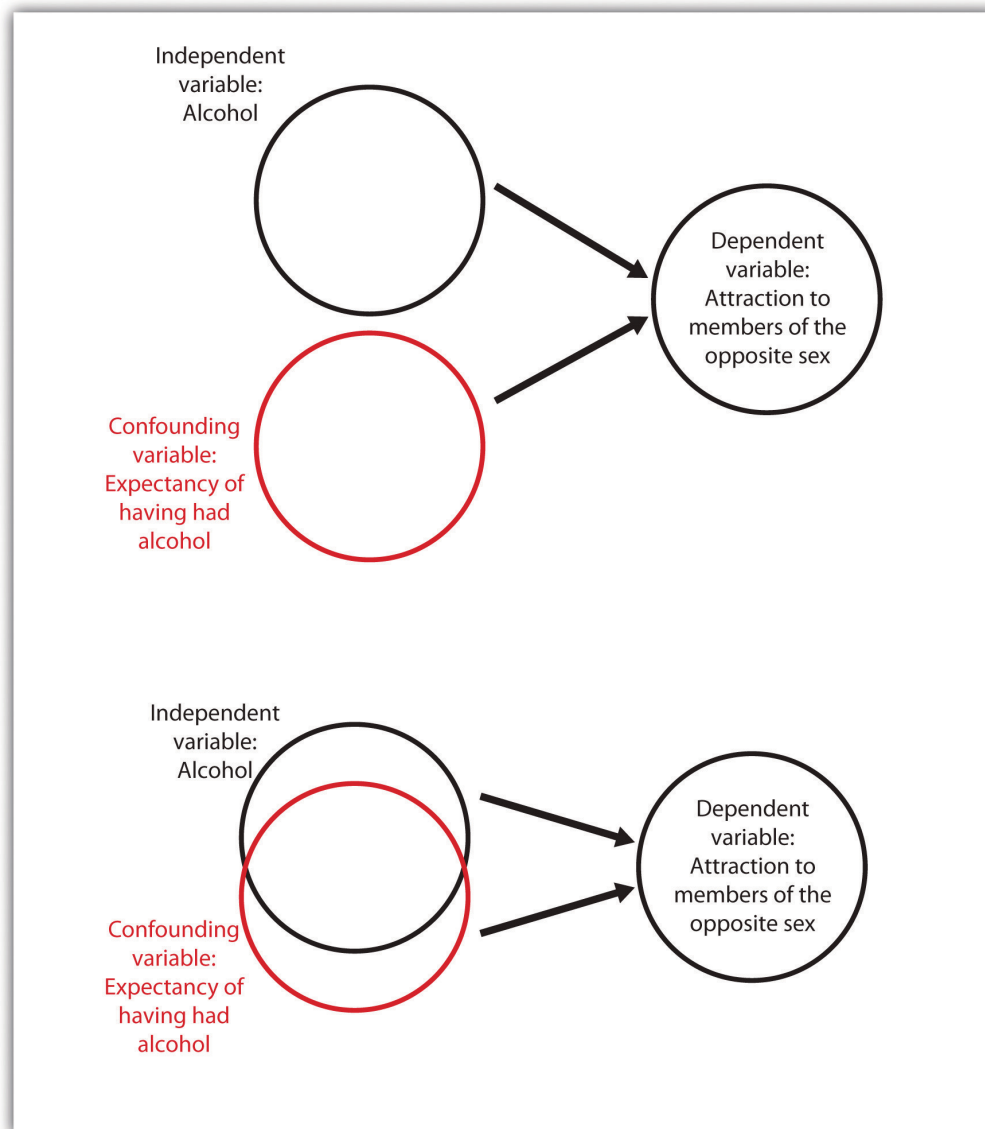 Independent
variable:
Alcohol
Dependent
variable:
Attraction to
members of the
opposite sex
Confounding
variable:
Expectancy of
having had
alcohol
Independent
variable:
Alcohol
Dependent
variable:
Attraction to
members of the
opposite sex
Confounding
variable:
Expectancy of
having had
alcohol